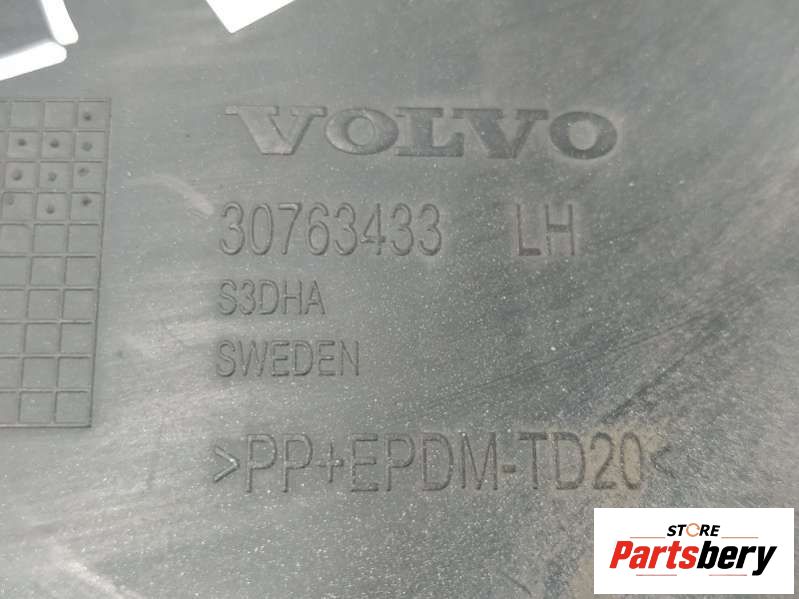 VOLVO
30763433 LH
S3DHA
SWEDEN
>PP+EPDM-TD20<
STORE
Partsbery